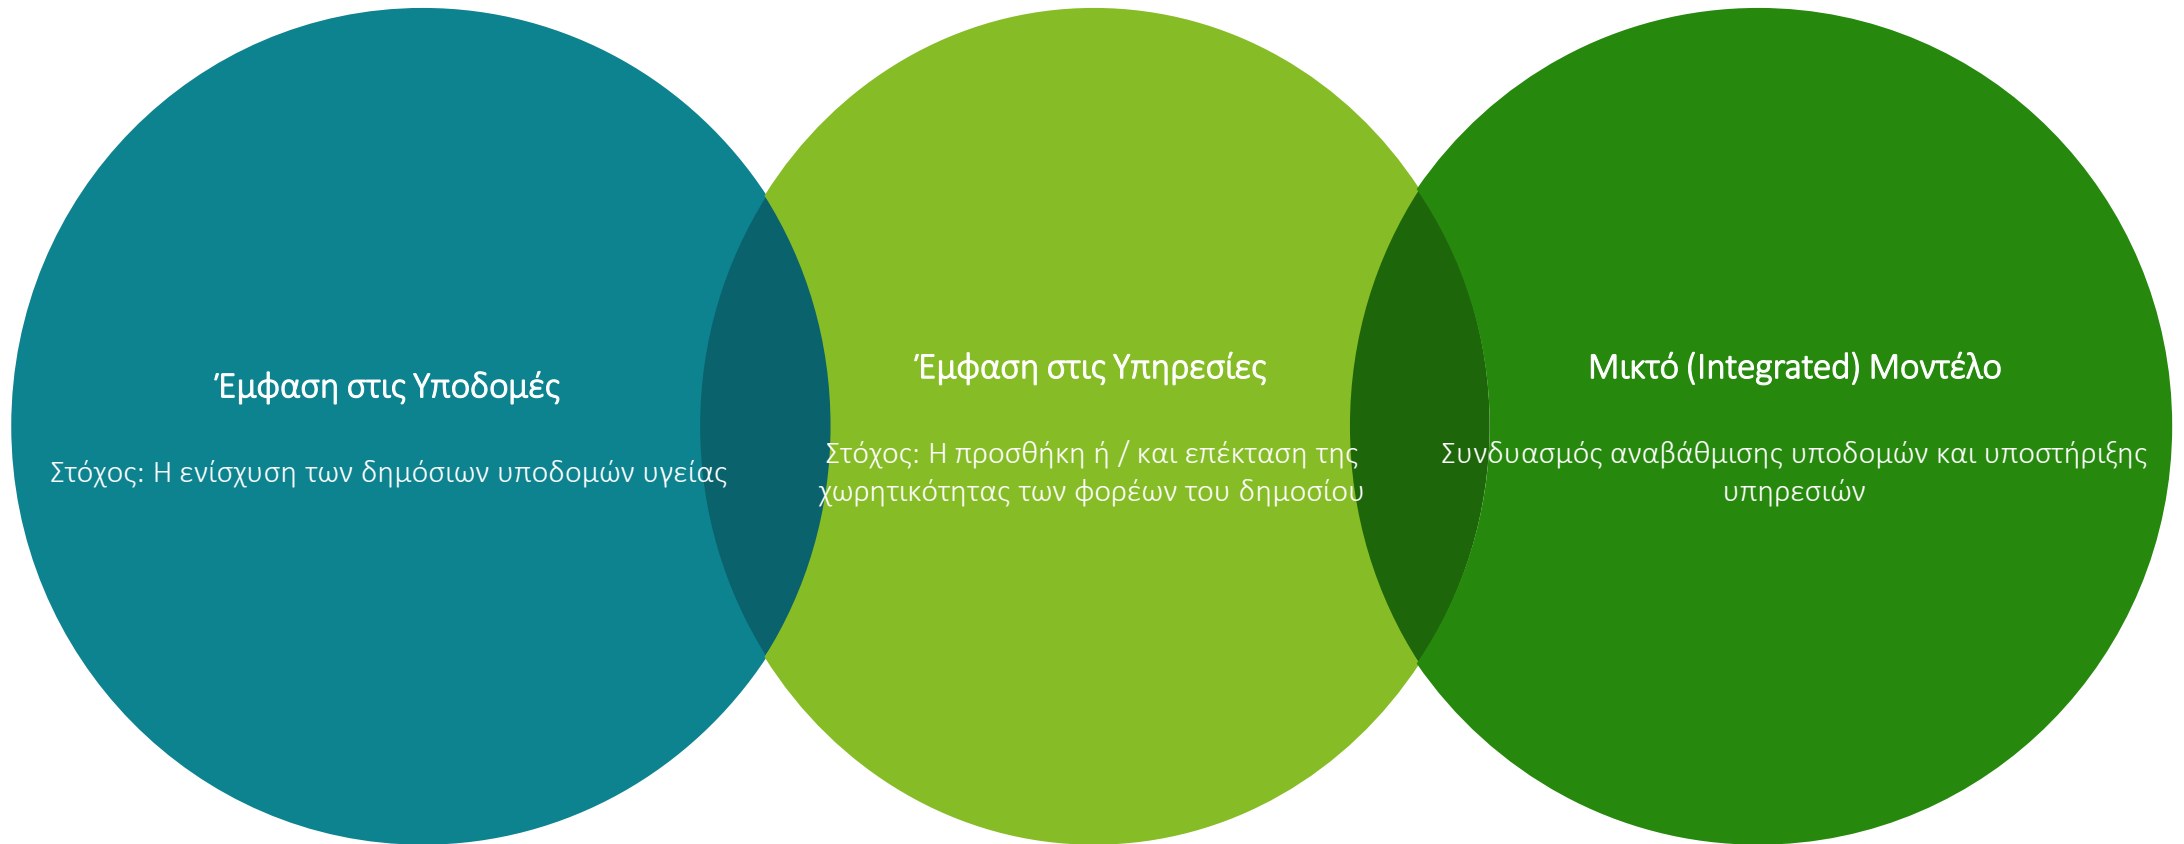 Έμφαση στις Υποδομές
Στόχος: Η ενίσχυση των δημόσιων υποδομών υγείας
Έμφαση στις Υπηρεσίες
Στόχος: Η προσθήκη ή / και επέκταση της
χωρητικότητας των φορέων του δημοσίου
Μικτό (Integrated) Μοντέλο
Συνδυασμός αναβάθμισης υποδομών και υποστήριξης
υπηρεσιών